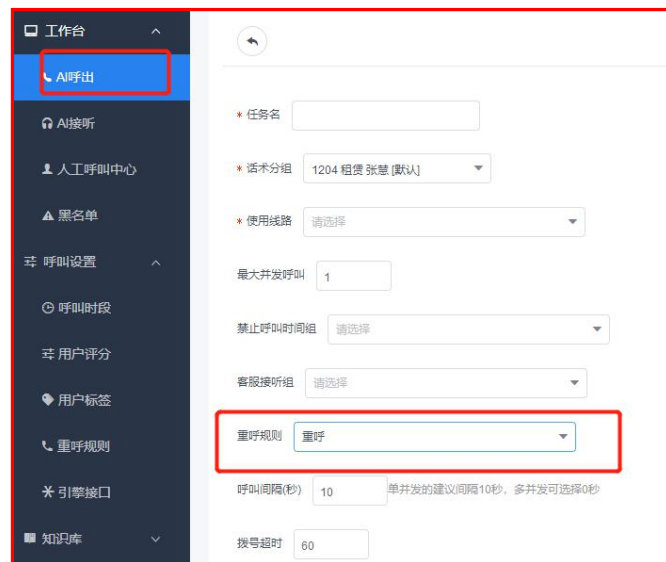 工作台
AI呼出
AI接听
人工呼叫中心
黑名单
呼叫设置
呼叫时段
用户评分
用户标签
重呼规则
引擎接口
知识库
* 任务名
* 话术分组 1204 租赁 张慧 [默认]
* 使用线路 请选择
最大并发呼叫 1
禁止呼叫时间组 请选择
客服接听组 请选择
重呼规则 重呼
呼叫间隔(秒) 10 单并发的建议间隔10秒，多并发可选择0秒
拨号超时 60